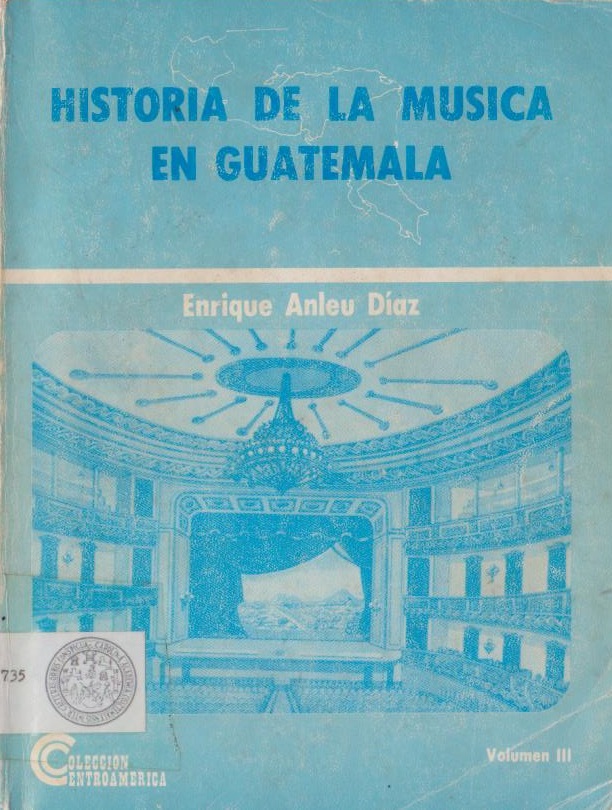 HISTORIA DE LA MUSICA
EN GUATEMALA
Enrique Anleu Díaz
735
COLECCION
CENTROAMERICA
Volumen III